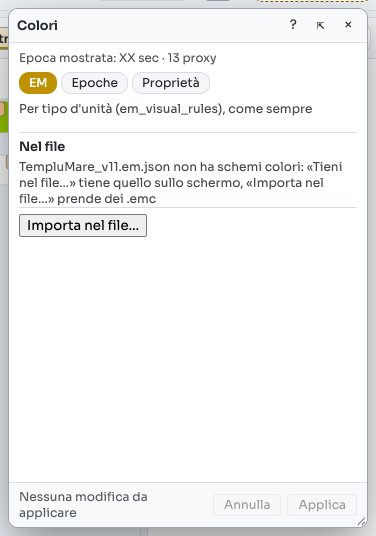 Colori ? ⇱ ×
Epoca mostrata: XX sec · 13 proxy
EM Epoche Proprietà
Per tipo d'unità (em_visual_rules), come sempre
Nel file
TempluMare_v11.em.json non ha schemi colori: «Tieni
nel file…» tiene quello sullo schermo, «Importa nel
file…» prende dei .emc
Importa nel file…
Nessuna modifica da
applicare
Annulla Applica